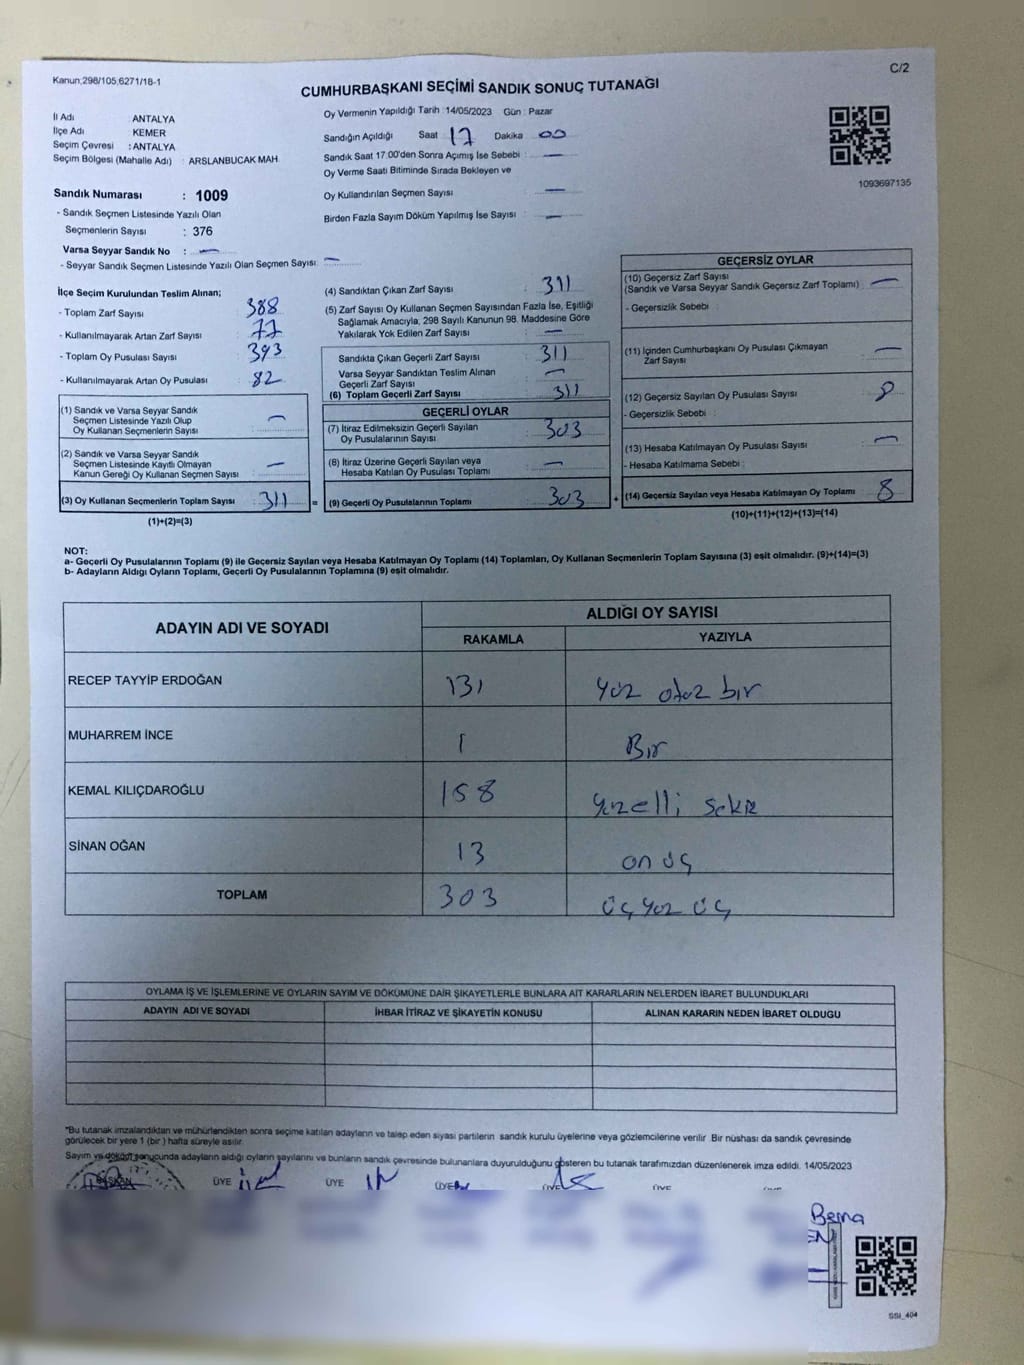 Kanun;298/105,6271/18-1
C/2
CUMHURBAŞKANI SEÇİMİ SANDIK SONUÇ TUTANAĞI
İl Adı : ANTALYA
İlçe Adı : KEMER
Seçim Çevresi : ANTALYA
Seçim Bölgesi (Mahalle Adı) : ARSLANBUCAK MAH.
Sandık Numarası : 1009
- Sandık Seçmen Listesinde Yazılı Olan
Seçmenlerin Sayısı : 376
Varsa Seyyar Sandık No : —
- Seyyar Sandık Seçmen Listesinde Yazılı Olan Seçmen Sayısı: —
Oy Vermenin Yapıldığı Tarih : 14/05/2023 Gün : Pazar
Sandığın Açıldığı Saat 17 Dakika 00
Sandık Saat 17:00'den Sonra Açımış İse Sebebi : —
Oy Verme Saati Bitiminde Sırada Bekleyen ve
Oy Kullandırılan Seçmen Sayısı : —
Birden Fazla Sayım Döküm Yapılmış İse Sayısı : —
1093697135
İlçe Seçim Kurulundan Teslim Alınan;
- Toplam Zarf Sayısı : 388
- Kullanılmayarak Artan Zarf Sayısı : 77
- Toplam Oy Pusulası Sayısı : 393
- Kullanılmayarak Artan Oy Pusulası : 82
(1) Sandık ve Varsa Seyyar Sandık
Seçmen Listesinde Yazılı Olup
Oy Kullanan Seçmenlerin Sayısı : —
(2) Sandık ve Varsa Seyyar Sandık
Seçmen Listesinde Kayıtlı Olmayan
Kanun Gereği Oy Kullanan Seçmen Sayısı : —
(3) Oy Kullanan Seçmenlerin Toplam Sayısı : 311
(1)+(2)=(3)
(4) Sandıktan Çıkan Zarf Sayısı : 311
(5) Zarf Sayısı Oy Kullanan Seçmen Sayısından Fazla İse, Eşitliği
Sağlamak Amacıyla, 298 Sayılı Kanunun 98. Maddesine Göre
Yakılarak Yok Edilen Zarf Sayısı : —
Sandıkta Çıkan Geçerli Zarf Sayısı : 311
Varsa Seyyar Sandıktan Teslim Alınan
Geçerli Zarf Sayısı : —
(6) Toplam Geçerli Zarf Sayısı : 311
=
GEÇERLİ OYLAR
(7) İtiraz Edilmeksizin Geçerli Sayılan
Oy Pusulalarının Sayısı : 303
(8) İtiraz Üzerine Geçerli Sayılan veya
Hesaba Katılan Oy Pusulası Toplamı : —
(9) Geçerli Oy Pusulalarının Toplamı : 303
+
GEÇERSİZ OYLAR
(10) Geçersiz Zarf Sayısı : —
(Sandık ve Varsa Seyyar Sandık Geçersiz Zarf Toplamı)
- Geçersizlik Sebebi :
(11) İçinden Cumhurbaşkanı Oy Pusulası Çıkmayan
Zarf Sayısı : —
(12) Geçersiz Sayılan Oy Pusulası Sayısı : 8
- Geçersizlik Sebebi :
(13) Hesaba Katılmayan Oy Pusulası Sayısı : —
- Hesaba Katılmama Sebebi :
(14) Geçersiz Sayılan veya Hesaba Katılmayan Oy Toplamı : 8
(10)+(11)+(12)+(13)=(14)
NOT:
a- Geçerli Oy Pusulalarının Toplamı (9) ile Geçersiz Sayılan veya Hesaba Katılmayan Oy Toplamı (14) Toplamları, Oy Kullanan Seçmenlerin Toplam Sayısına (3) eşit olmalıdır. (9)+(14)=(3)
b- Adayların Aldığı Oyların Toplamı, Geçerli Oy Pusulalarının Toplamına (9) eşit olmalıdır.
ADAYIN ADI VE SOYADI
ALDIĞI OY SAYISI
RAKAMLA YAZIYLA
RECEP TAYYİP ERDOĞAN 131 Yüz otuz bir
MUHARREM İNCE 1 Bir
KEMAL KILIÇDAROĞLU 158 Yüzelli sekiz
SİNAN OĞAN 13 on üç
TOPLAM 303 üç yüz üç
OYLAMA İŞ VE İŞLEMLERİNE VE OYLARIN SAYIM VE DÖKÜMÜNE DAİR ŞİKAYETLERLE BUNLARA AİT KARARLARIN NELERDEN İBARET BULUNDUKLARI
ADAYIN ADI VE SOYADI İHBAR İTİRAZ VE ŞİKAYETİN KONUSU ALINAN KARARIN NEDEN İBARET OLDUGU
*Bu tutanak imzalandıktan ve mühürlendikten sonra seçime katılan adayların ve talep eden siyasi partilerin sandık kurulu üyelerine veya gözlemcilerine verilir Bir nüshası da sandık çevresinde
görülecek bir yere 1 (bir ) hafta süreyle asılır.
Sayım ve döküm sonucunda adayların aldığı oyların sayılarını ve bunların sandık çevresinde bulunanlara duyurulduğunu gösteren bu tutanak tarafımızdan düzenlenerek imza edildi. 14/05/2023
BAŞKAN ÜYE ÜYE ÜYE ÜYE ÜYE
Berna
SSI_404